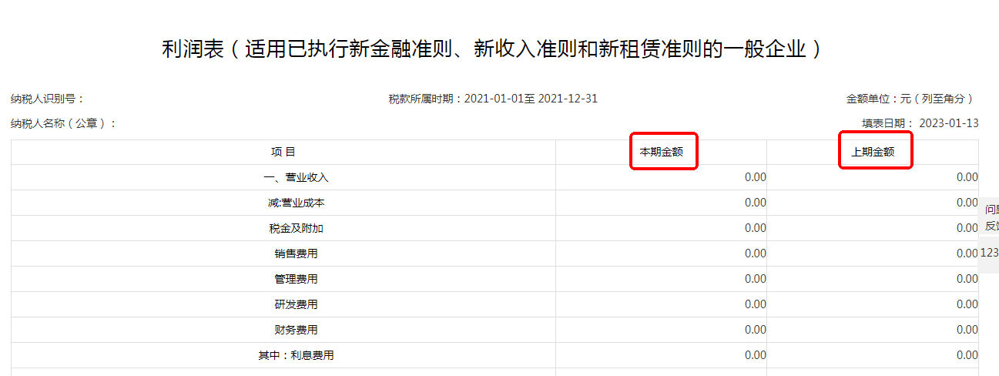 利润表（适用已执行新金融准则、新收入准则和新租赁准则的一般企业）
纳税人识别号： 税款所属时期：2021-01-01至 2021-12-31 金额单位：元（列至角分）
纳税人名称（公章）： 填表日期： 2023-01-13
项 目 本期金额 上期金额
一、营业收入 0.00 0.00
减:营业成本 0.00 0.00
税金及附加 0.00 0.00
销售费用 0.00 0.00
管理费用 0.00 0.00
研发费用 0.00 0.00
财务费用 0.00 0.00
其中：利息费用 0.00 0.00
问
反
123